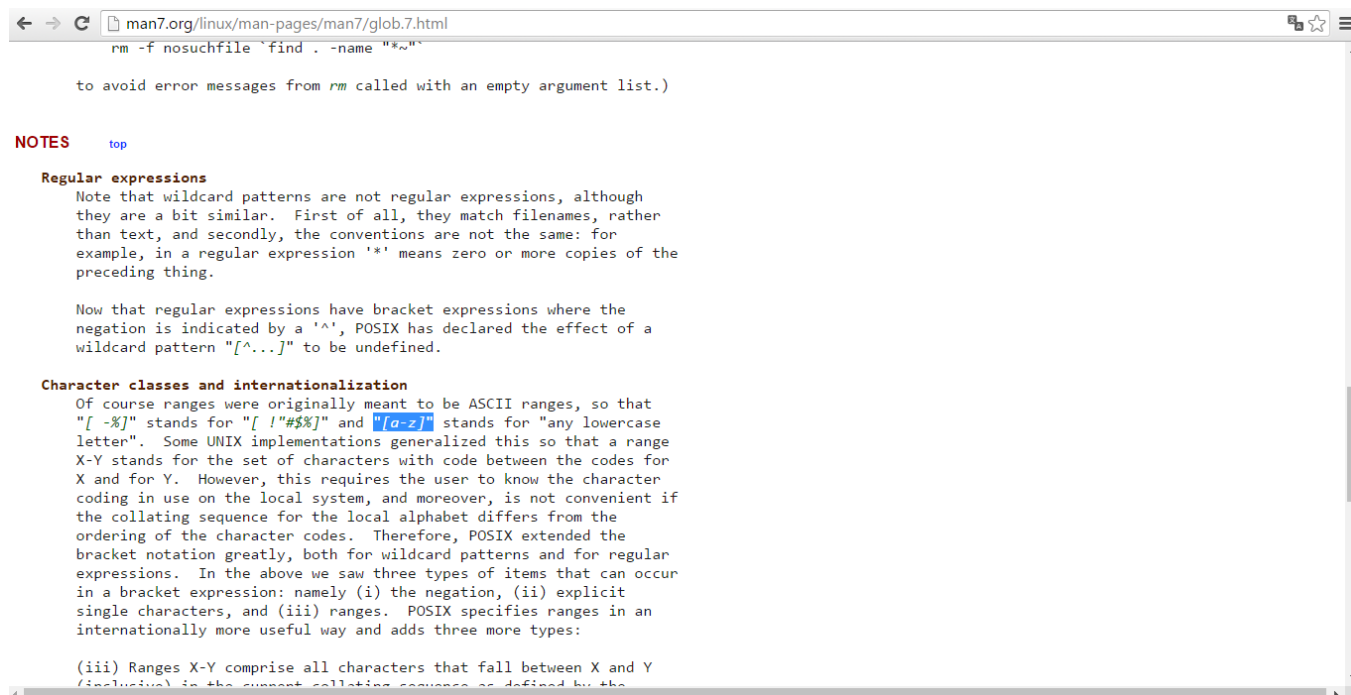 man7.org/linux/man-pages/man7/glob.7.html
rm -f nosuchfile `find . -name "*~"`
to avoid error messages from rm called with an empty argument list.)
NOTES top
Regular expressions
Note that wildcard patterns are not regular expressions, although
they are a bit similar. First of all, they match filenames, rather
than text, and secondly, the conventions are not the same: for
example, in a regular expression '*' means zero or more copies of the
preceding thing.
Now that regular expressions have bracket expressions where the
negation is indicated by a '^', POSIX has declared the effect of a
wildcard pattern "[^...]" to be undefined.
Character classes and internationalization
Of course ranges were originally meant to be ASCII ranges, so that
"[ -%]" stands for "[ !"#$%]" and "[a-z]" stands for "any lowercase
letter". Some UNIX implementations generalized this so that a range
X-Y stands for the set of characters with code between the codes for
X and for Y. However, this requires the user to know the character
coding in use on the local system, and moreover, is not convenient if
the collating sequence for the local alphabet differs from the
ordering of the character codes. Therefore, POSIX extended the
bracket notation greatly, both for wildcard patterns and for regular
expressions. In the above we saw three types of items that can occur
in a bracket expression: namely (i) the negation, (ii) explicit
single characters, and (iii) ranges. POSIX specifies ranges in an
internationally more useful way and adds three more types:
(iii) Ranges X-Y comprise all characters that fall between X and Y
(inclusive) in the current collating sequence as defined by the